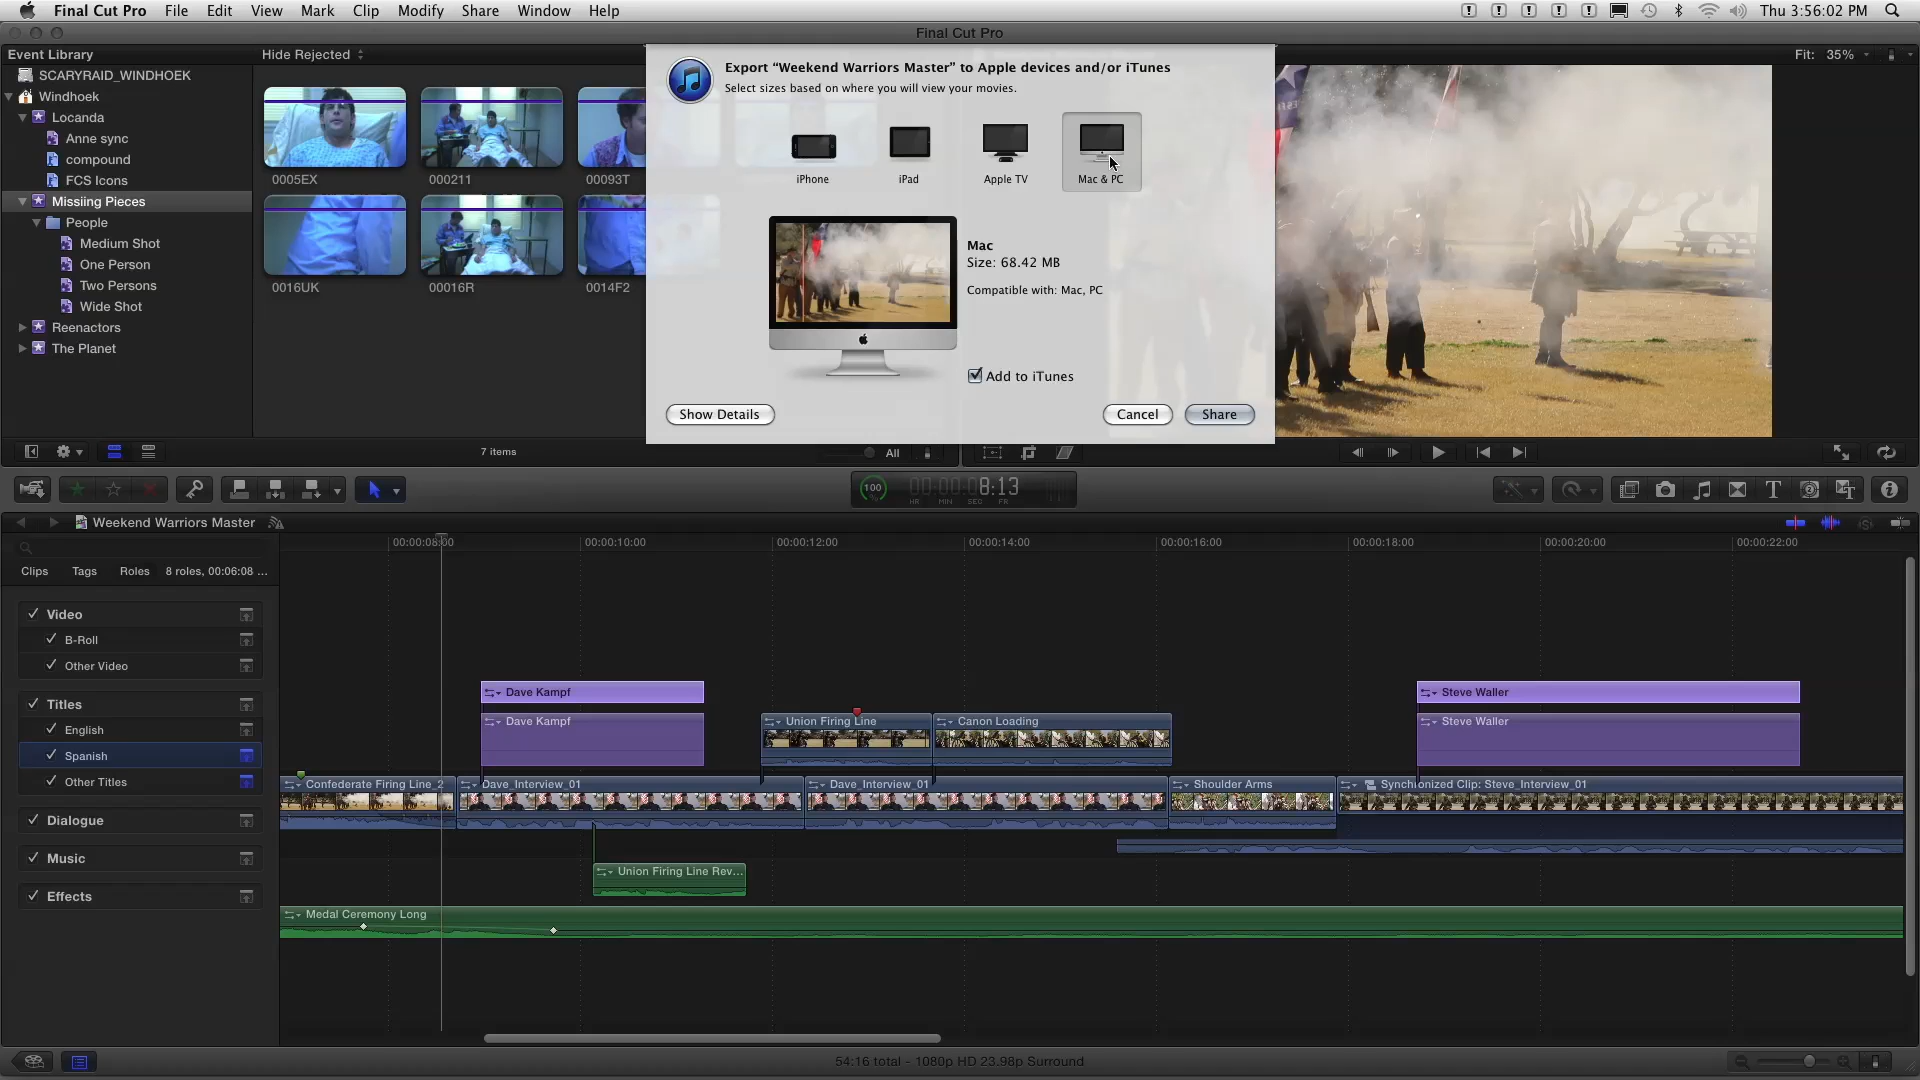 Final Cut Pro File Edit View Mark Clip Modify Share Window Help Thu 3:56:02 PM
Final Cut Pro
Event Library
Hide Rejected
Fit: 35%
SCARYRAID_WINDHOEK
Windhoek
Locanda
Anne sync
compound
FCS Icons
Missiing Pieces
People
Medium Shot
One Person
Two Persons
Wide Shot
Reenactors
The Planet
0005EX
000211
00093T
0016UK
00016R
0014F2
Export “Weekend Warriors Master” to Apple devices and/or iTunes
Select sizes based on where you will view your movies.
iPhone
iPad
Apple TV
Mac & PC
Mac
Size: 68.42 MB
Compatible with: Mac, PC
Add to iTunes
Show Details
Cancel
Share
7 items
All
100
%
00:00:08:13
HR MIN SEC FR
Weekend Warriors Master
00:00:08:00
00:00:10:00
00:00:12:00
00:00:14:00
00:00:16:00
00:00:18:00
00:00:20:00
00:00:22:00
Clips
Tags
Roles
8 roles, 00:06:08 ...
Video
B-Roll
Other Video
Titles
English
Spanish
Other Titles
Dialogue
Music
Effects
Dave Kampf
Steve Waller
Dave Kampf
Union Firing Line
Canon Loading
Steve Waller
Confederate Firing Line_2
Dave_Interview_01
Dave_Interview_01
Shoulder Arms
Synchronized Clip: Steve_Interview_01
Union Firing Line Rev...
Medal Ceremony Long
54:16 total - 1080p HD 23.98p Surround